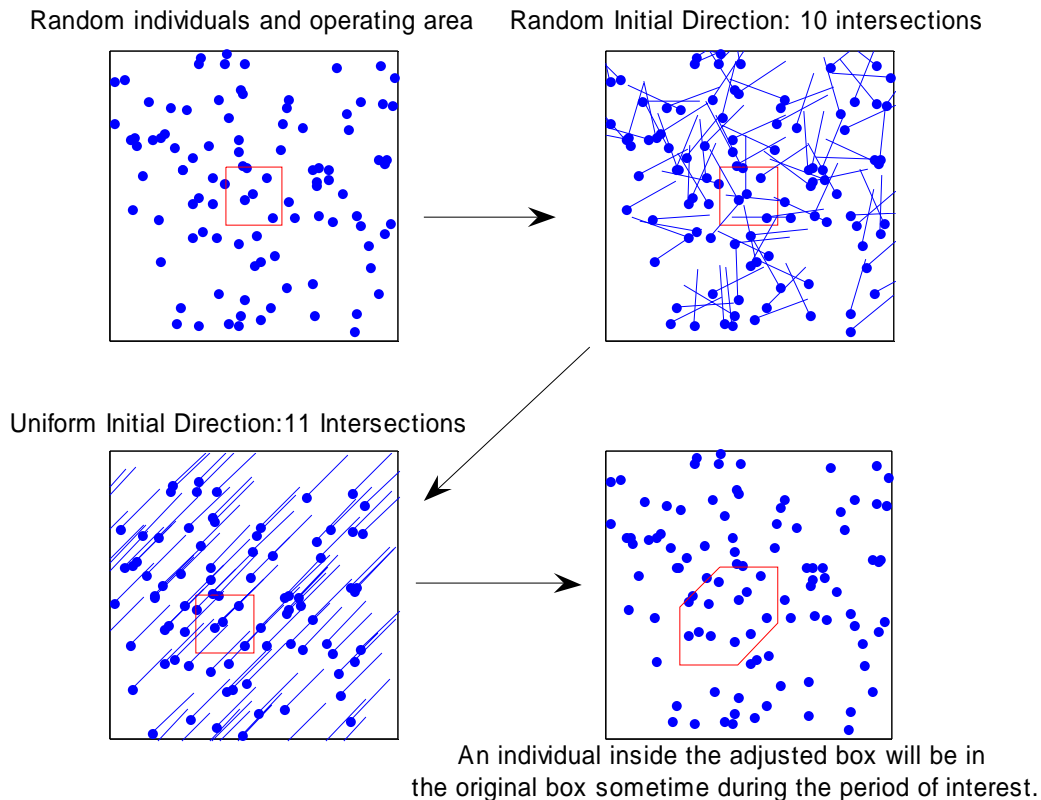 Random individuals and operating area
Random Initial Direction: 10 intersections
Uniform Initial Direction:11 Intersections
An individual inside the adjusted box will be in
the original box sometime during the period of interest.